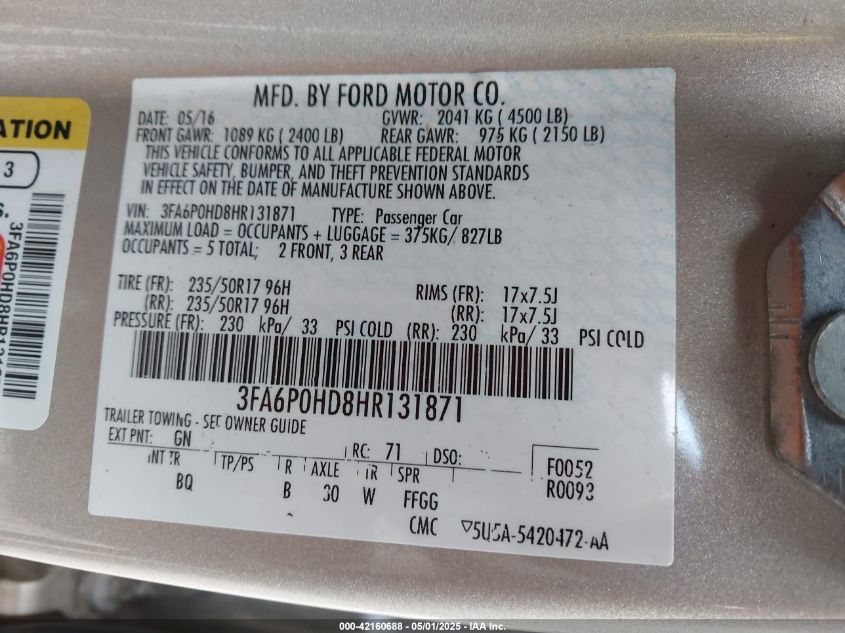 ATION
3
3FA6P0HD8HR131871
MFD. BY FORD MOTOR CO.
DATE: 05/16 GVWR: 2041 KG ( 4500 LB)
FRONT GAWR: 1089 KG ( 2400 LB) REAR GAWR: 975 KG ( 2150 LB)
THIS VEHICLE CONFORMS TO ALL APPLICABLE FEDERAL MOTOR
VEHICLE SAFETY, BUMPER, AND THEFT PREVENTION STANDARDS
IN EFFECT ON THE DATE OF MANUFACTURE SHOWN ABOVE.
VIN: 3FA6P0HD8HR131871 TYPE: Passenger Car
MAXIMUM LOAD = OCCUPANTS + LUGGAGE = 375KG/ 827LB
OCCUPANTS = 5 TOTAL; 2 FRONT, 3 REAR
TIRE (FR): 235/50R17 96H RIMS (FR): 17x7.5J
(RR): 235/50R17 96H (RR): 17x7.5J
PRESSURE (FR): 230 kPa/ 33 PSI COLD (RR): 230 kPa/ 33 PSI COLD
3FA6P0HD8HR131871
TRAILER TOWING - SEE OWNER GUIDE
EXT PNT: GN RC: 71 DSO: F0052
INT TR TP/PS R AXLE TR SPR R0093
BQ B 30 W FFGG
CMC 5U5A-5420472-AA
000-42160688 - 05/01/2025 - IAA Inc.